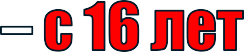 – с 16 лет